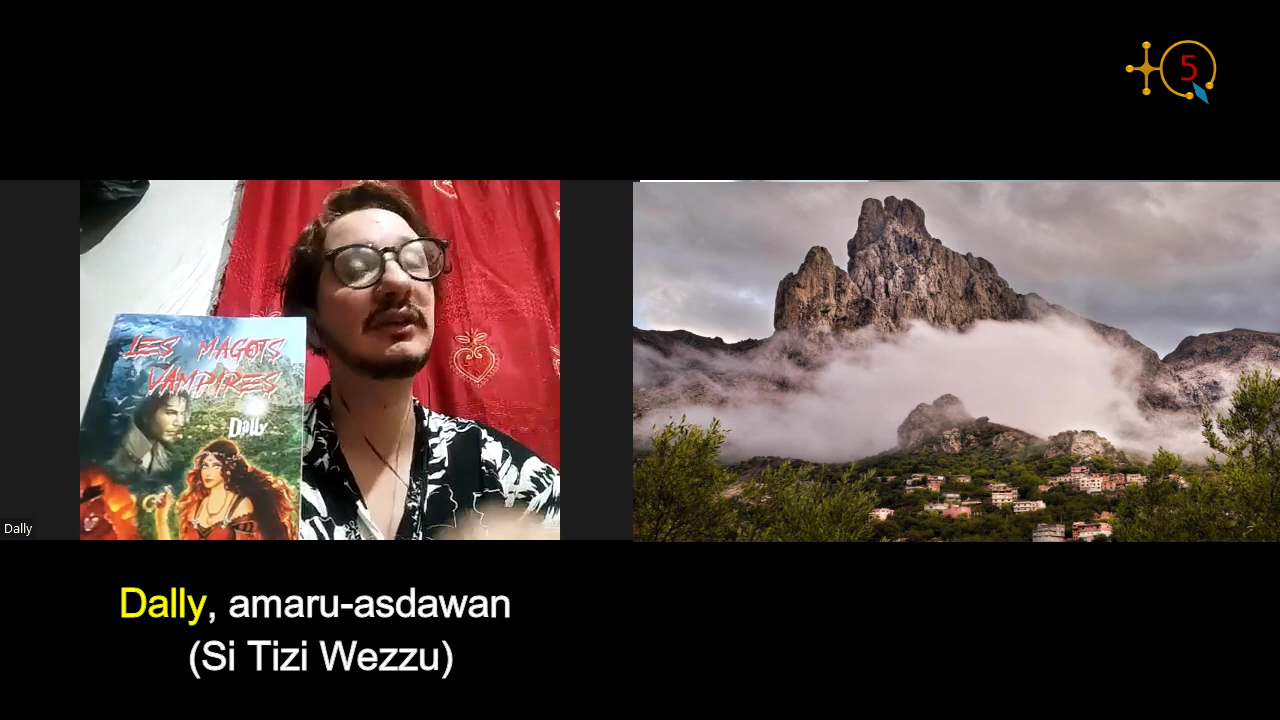 5
LES MAGOTS
VAMPIRES
Dally
Dally
Dally, amaru-asdawan
(Si Tizi Wezzu)